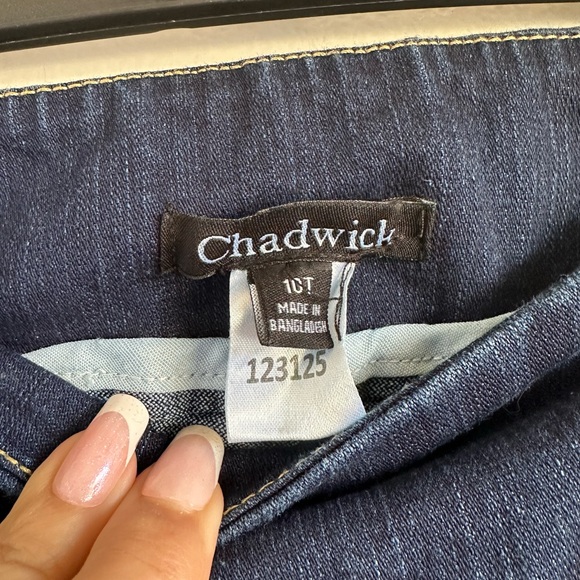 Chadwick
10T
MADE IN
BANGLADESH
123125